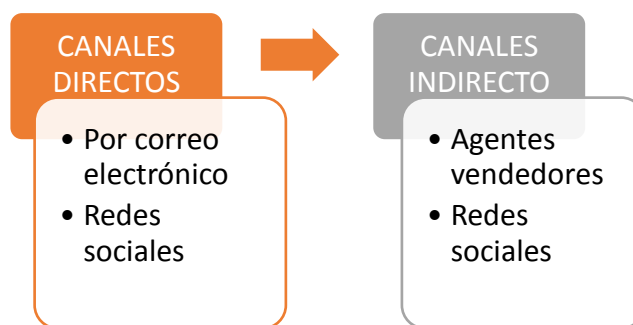 CANALES
DIRECTOS
• Por correo
electrónico
• Redes
sociales
CANALES
INDIRECTO
• Agentes
vendedores
• Redes
sociales